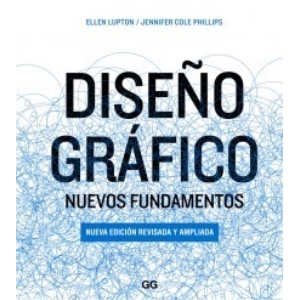 ELLEN LUPTON / JENNIFER COLE PHILLIPS
DISEÑO
GRÁFICO
NUEVOS FUNDAMENTOS
NUEVA EDICIÓN REVISADA Y AMPLIADA
GG